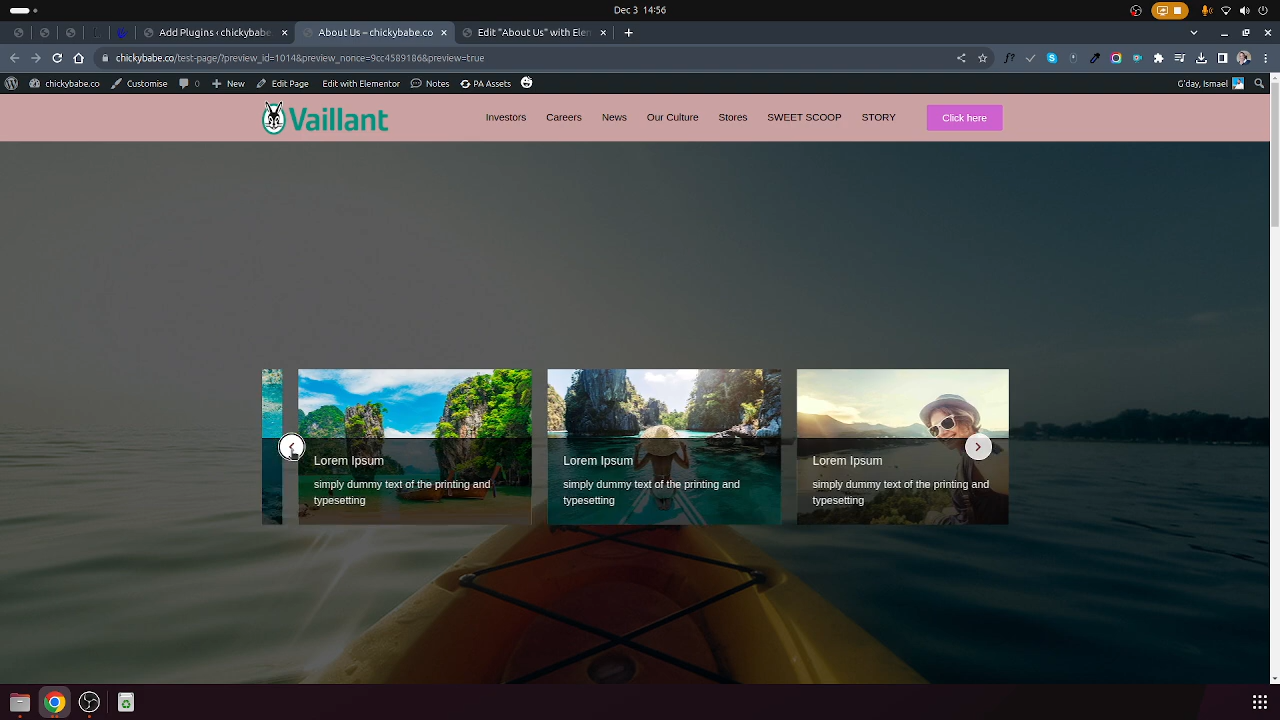 Dec 3 14:56
Add Plugins ‹ chickybabe.
About Us – chickybabe.co
Edit "About Us" with Elen
chickybabe.co/test-page/?preview_id=1014&preview_nonce=9cc4589186&preview=true
chickybabe.co
Customise
0
New
Edit Page
Edit with Elementor
Notes
PA Assets
G'day, Ismael
Vaillant
Investors
Careers
News
Our Culture
Stores
SWEET SCOOP
STORY
Click here
Lorem Ipsum
simply dummy text of the printing and
typesetting
Lorem Ipsum
simply dummy text of the printing and
typesetting
Lorem Ipsum
simply dummy text of the printing and
typesetting